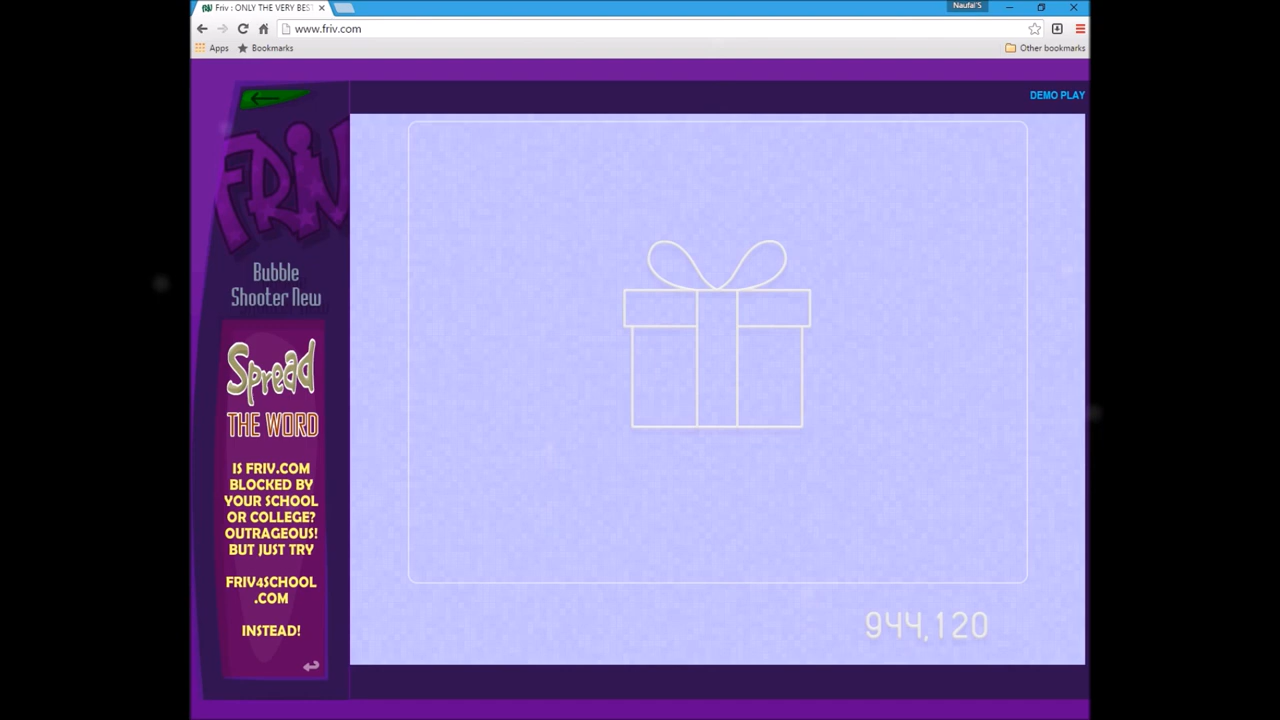 Friv : ONLY THE VERY BEST
Naufal'S
www.friv.com
Apps
Bookmarks
Other bookmarks
DEMO PLAY
FRIV
Bubble
Shooter New
Spread
THE WORD
IS FRIV.COM
BLOCKED BY
YOUR SCHOOL
OR COLLEGE?
OUTRAGEOUS!
BUT JUST TRY
FRIV4SCHOOL
.COM
INSTEAD!
944,120